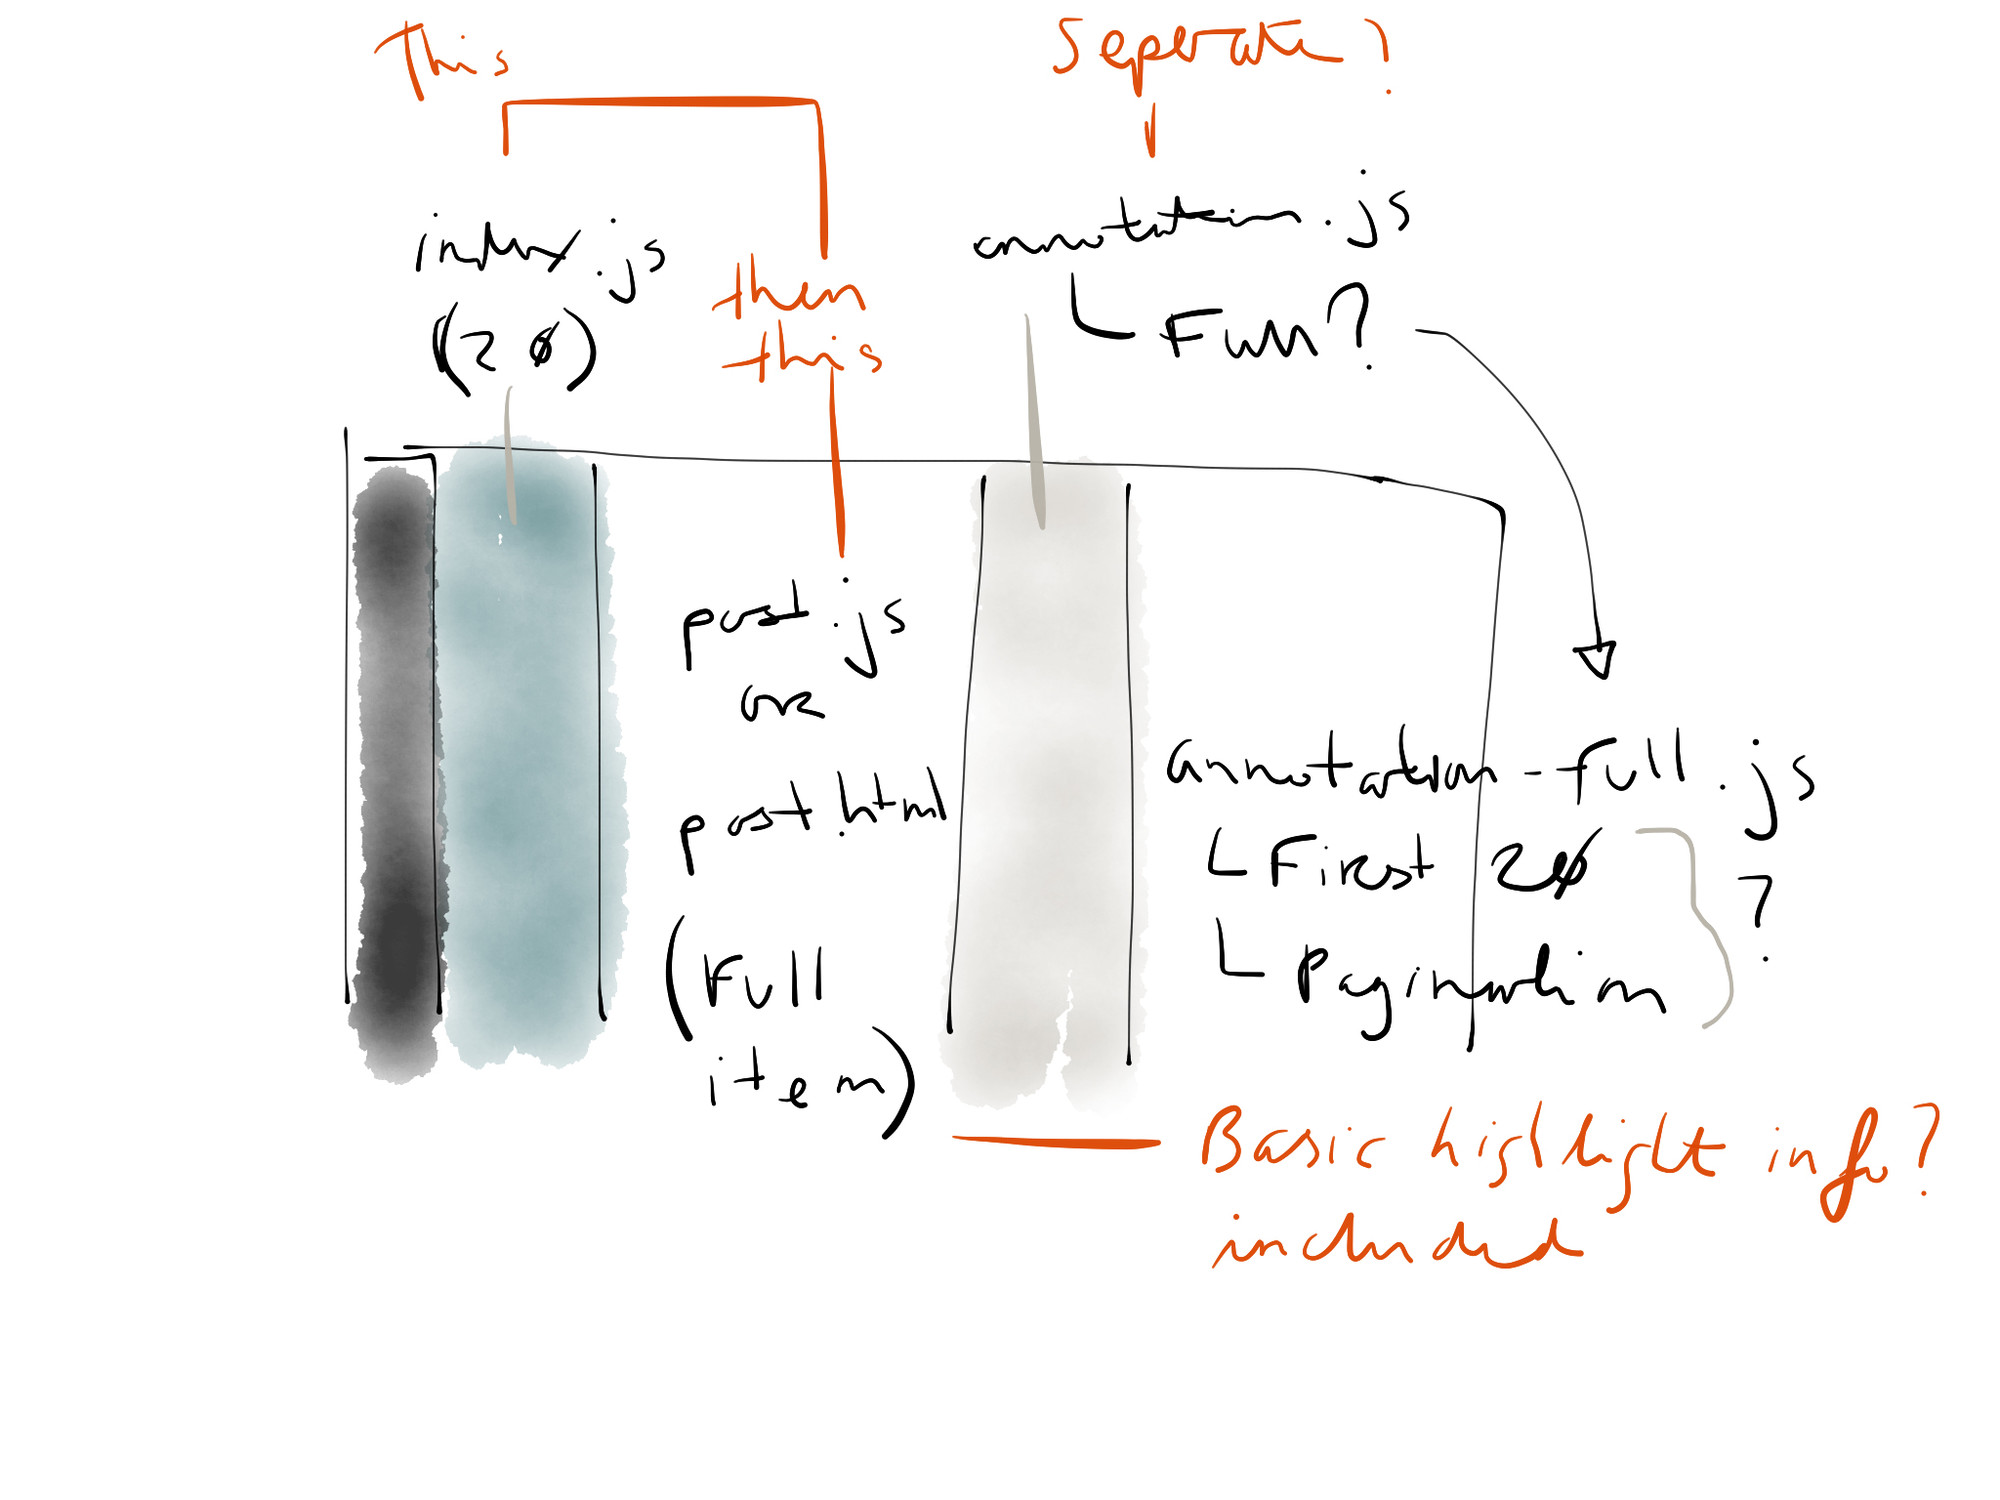 This
Seperate?
index.js
(20)
then
this
annotation.js
Full?
post.js
or
post.html
(Full
item)
annotation-full.js
First 20
Pagination
?
Basic highlight info?
included